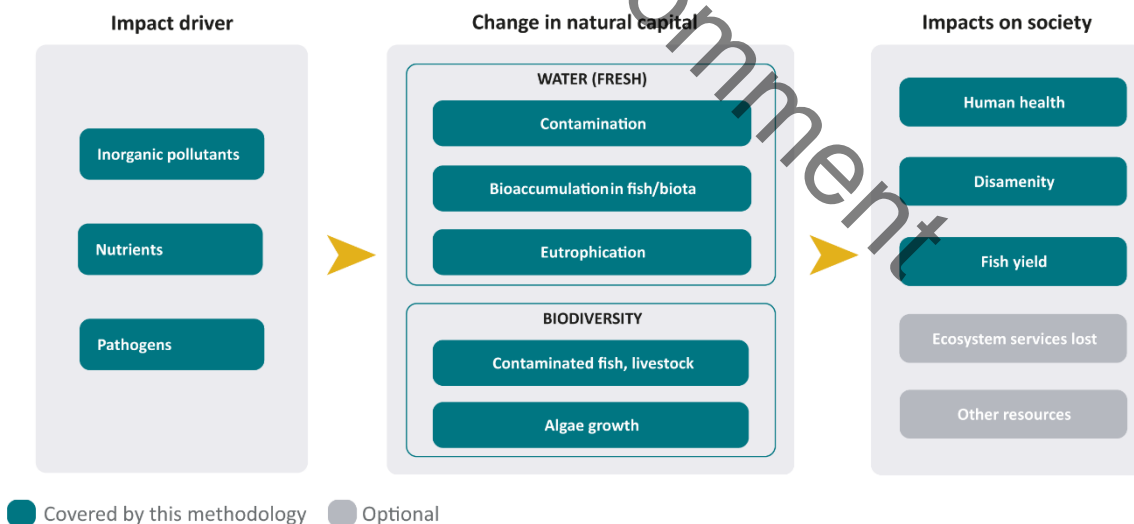 Impact driver
Change in natural capital
Impacts on society
Inorganic pollutants
Nutrients
Pathogens
WATER (FRESH)
Contamination
Bioaccumulation in fish/biota
Eutrophication
BIODIVERSITY
Contaminated fish, livestock
Algae growth
Human health
Disamenity
Fish yield
Ecosystem services lost
Other resources
Covered by this methodology
Optional